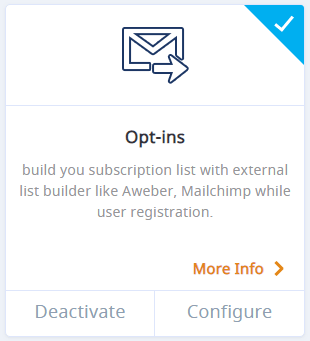 Opt-ins
build you subscription list with external
list builder like Aweber, Mailchimp while
user registration.
More Info
Deactivate
Configure